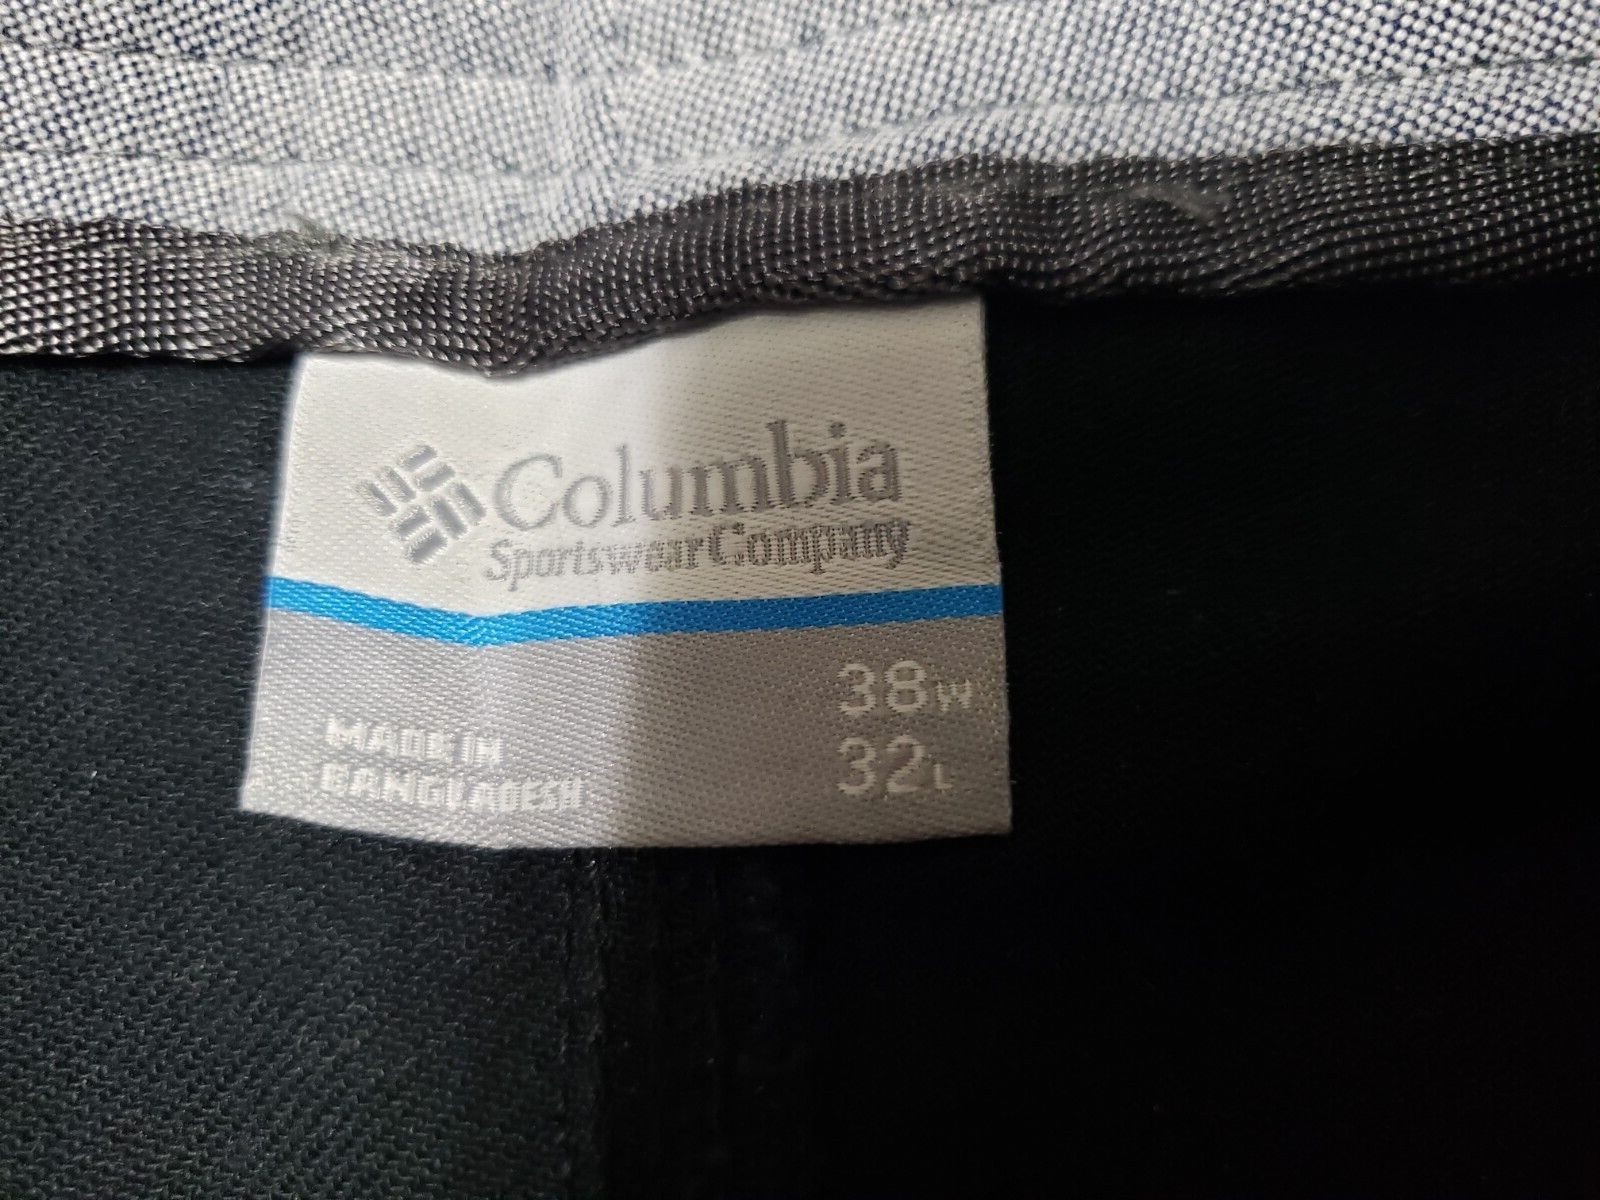 Columbia
Sportswear Company
38W
32L
MADE IN
BANGLADESH